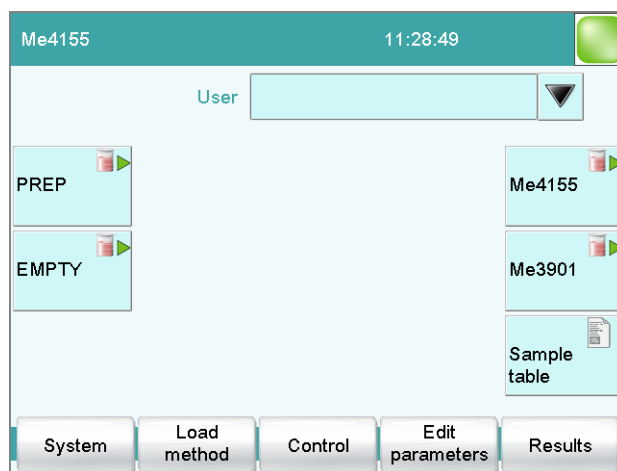 Me4155 11:28:49
User
PREP
Me4155
EMPTY
Me3901
Sample
table
System
Load
method
Control
Edit
parameters
Results